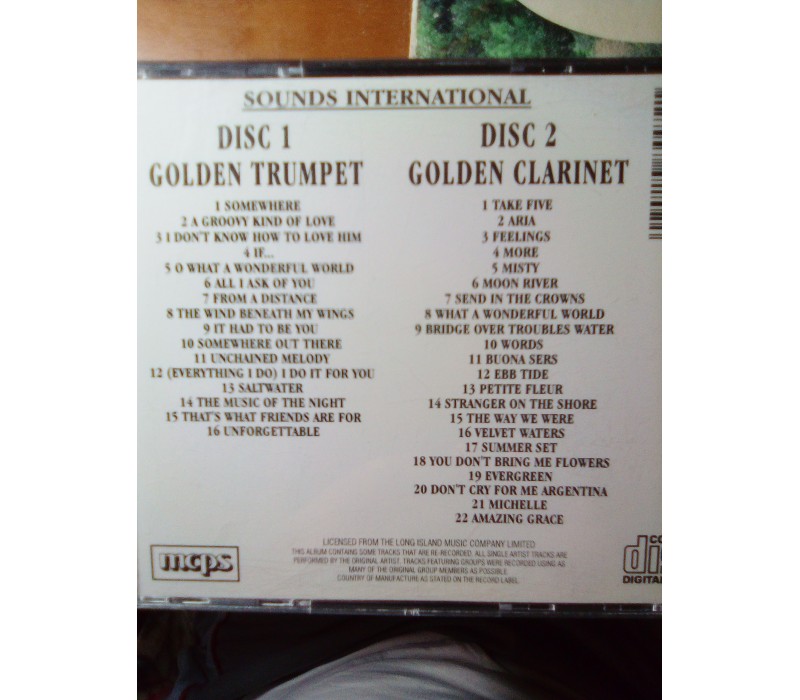 SOUNDS INTERNATIONAL
DISC 1
GOLDEN TRUMPET
1 SOMEWHERE
2 A GROOVY KIND OF LOVE
3 I DON'T KNOW HOW TO LOVE HIM
4 IF...
5 O WHAT A WONDERFUL WORLD
6 ALL I ASK OF YOU
7 FROM A DISTANCE
8 THE WIND BENEATH MY WINGS
9 IT HAD TO BE YOU
10 SOMEWHERE OUT THERE
11 UNCHAINED MELODY
12 (EVERYTHING I DO) I DO IT FOR YOU
13 SALTWATER
14 THE MUSIC OF THE NIGHT
15 THAT'S WHAT FRIENDS ARE FOR
16 UNFORGETTABLE
DISC 2
GOLDEN CLARINET
1 TAKE FIVE
2 ARIA
3 FEELINGS
4 MORE
5 MISTY
6 MOON RIVER
7 SEND IN THE CROWNS
8 WHAT A WONDERFUL WORLD
9 BRIDGE OVER TROUBLES WATER
10 WORDS
11 BUONA SERS
12 EBB TIDE
13 PETITE FLEUR
14 STRANGER ON THE SHORE
15 THE WAY WE WERE
16 VELVET WATERS
17 SUMMER SET
18 YOU DON'T BRING ME FLOWERS
19 EVERGREEN
20 DON'T CRY FOR ME ARGENTINA
21 MICHELLE
22 AMAZING GRACE
mcps
LICENSED FROM THE LONG ISLAND MUSIC COMPANY LIMITED
THIS ALBUM CONTAINS SOME TRACKS THAT ARE RE-RECORDED. ALL SINGLE ARTIST TRACKS ARE
PERFORMED BY THE ORIGINAL ARTIST. TRACKS FEATURING GROUPS WERE RECORDED USING AS
MANY OF THE ORIGINAL GROUP MEMBERS AS POSSIBLE.
COUNTRY OF MANUFACTURE AS STATED ON THE RECORD LABEL.
CO
dis
DIGITAL